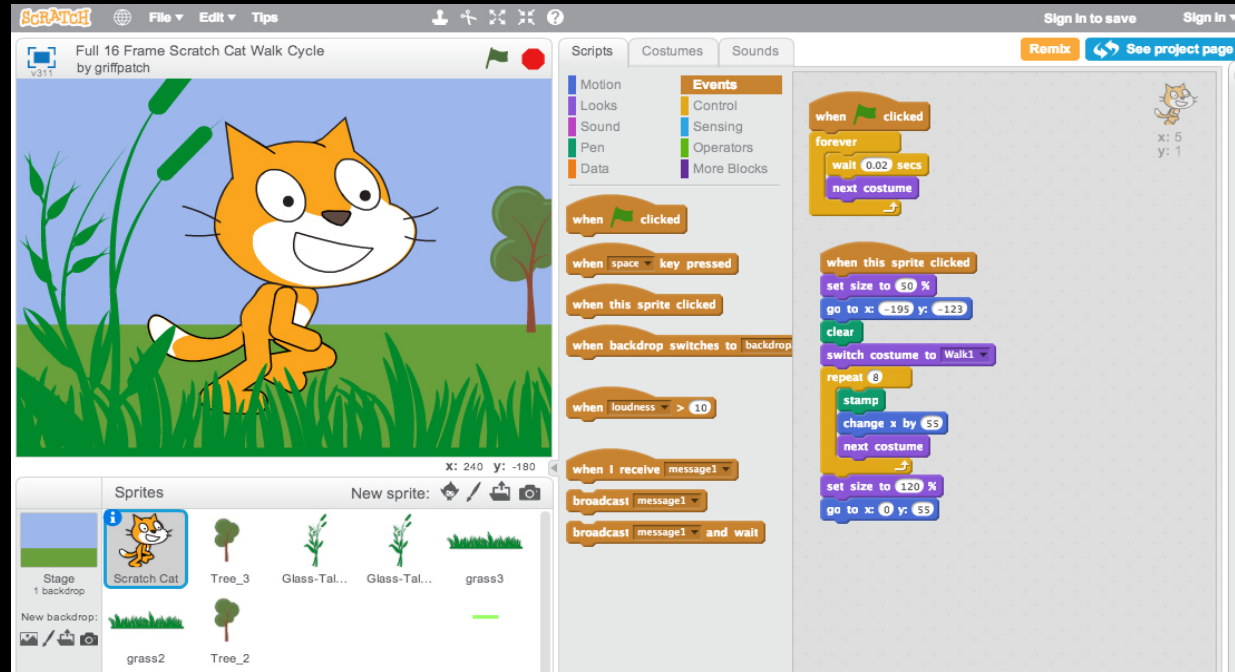 SCRATCH File Edit Tips Sign in to save Sign in
v311
Full 16 Frame Scratch Cat Walk Cycle
by griffpatch
Scripts Costumes Sounds
Remix See project page
Motion Events
Looks Control
Sound Sensing
Pen Operators
Data More Blocks
when clicked
when space key pressed
when this sprite clicked
when backdrop switches to backdrop
when loudness > 10
when I receive message1
broadcast message1
broadcast message1 and wait
when clicked
forever
wait 0.02 secs
next costume
x: 5
y: 1
when this sprite clicked
set size to 50 %
go to x: -195 y: -123
clear
switch costume to Walk1
repeat 8
stamp
change x by 55
next costume
set size to 120 %
go to x: 0 y: 55
x: 240 y: -180
Sprites New sprite:
Stage
1 backdrop
New backdrop:
Scratch Cat Tree_3 Glass-Tal... Glass-Tal... grass3
grass2 Tree_2